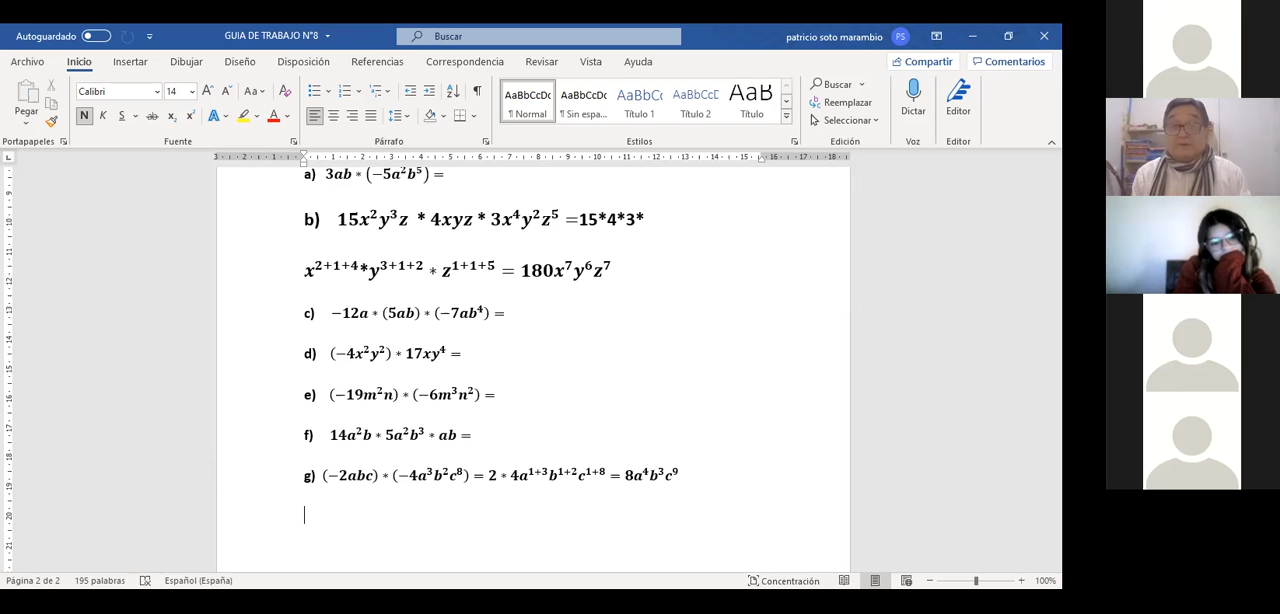 Autoguardado
GUIA DE TRABAJO N°8
Buscar
patricio soto marambio
PS
Archivo Inicio Insertar Dibujar Diseño Disposición Referencias Correspondencia Revisar Vista Ayuda
Compartir Comentarios
Pegar
Calibri 14
N K S ab x₂ x²
AaBbCcDc AaBbCcDc AaBbCc AaBbCcD AaB
¶ Normal ¶ Sin espa... Título 1 Título 2 Título
Buscar
Reemplazar
Seleccionar
Dictar Editor
Portapapeles Fuente Párrafo Estilos Edición Voz Editor
a) 3ab * (−5a²b⁵) =
b) 15x²y³z * 4xyz * 3x⁴y²z⁵ =15*4*3*
x²⁺¹⁺⁴*y³⁺¹⁺² * z¹⁺¹⁺⁵ = 180x⁷y⁶z⁷
c) −12a * (5ab) * (−7ab⁴) =
d) (−4x²y²) * 17xy⁴ =
e) (−19m²n) * (−6m³n²) =
f) 14a²b * 5a²b³ * ab =
g) (−2abc) * (−4a³b²c⁸) = 2 * 4a¹⁺³b¹⁺²c¹⁺⁸ = 8a⁴b³c⁹
Página 2 de 2 195 palabras Español (España) Concentración 100%